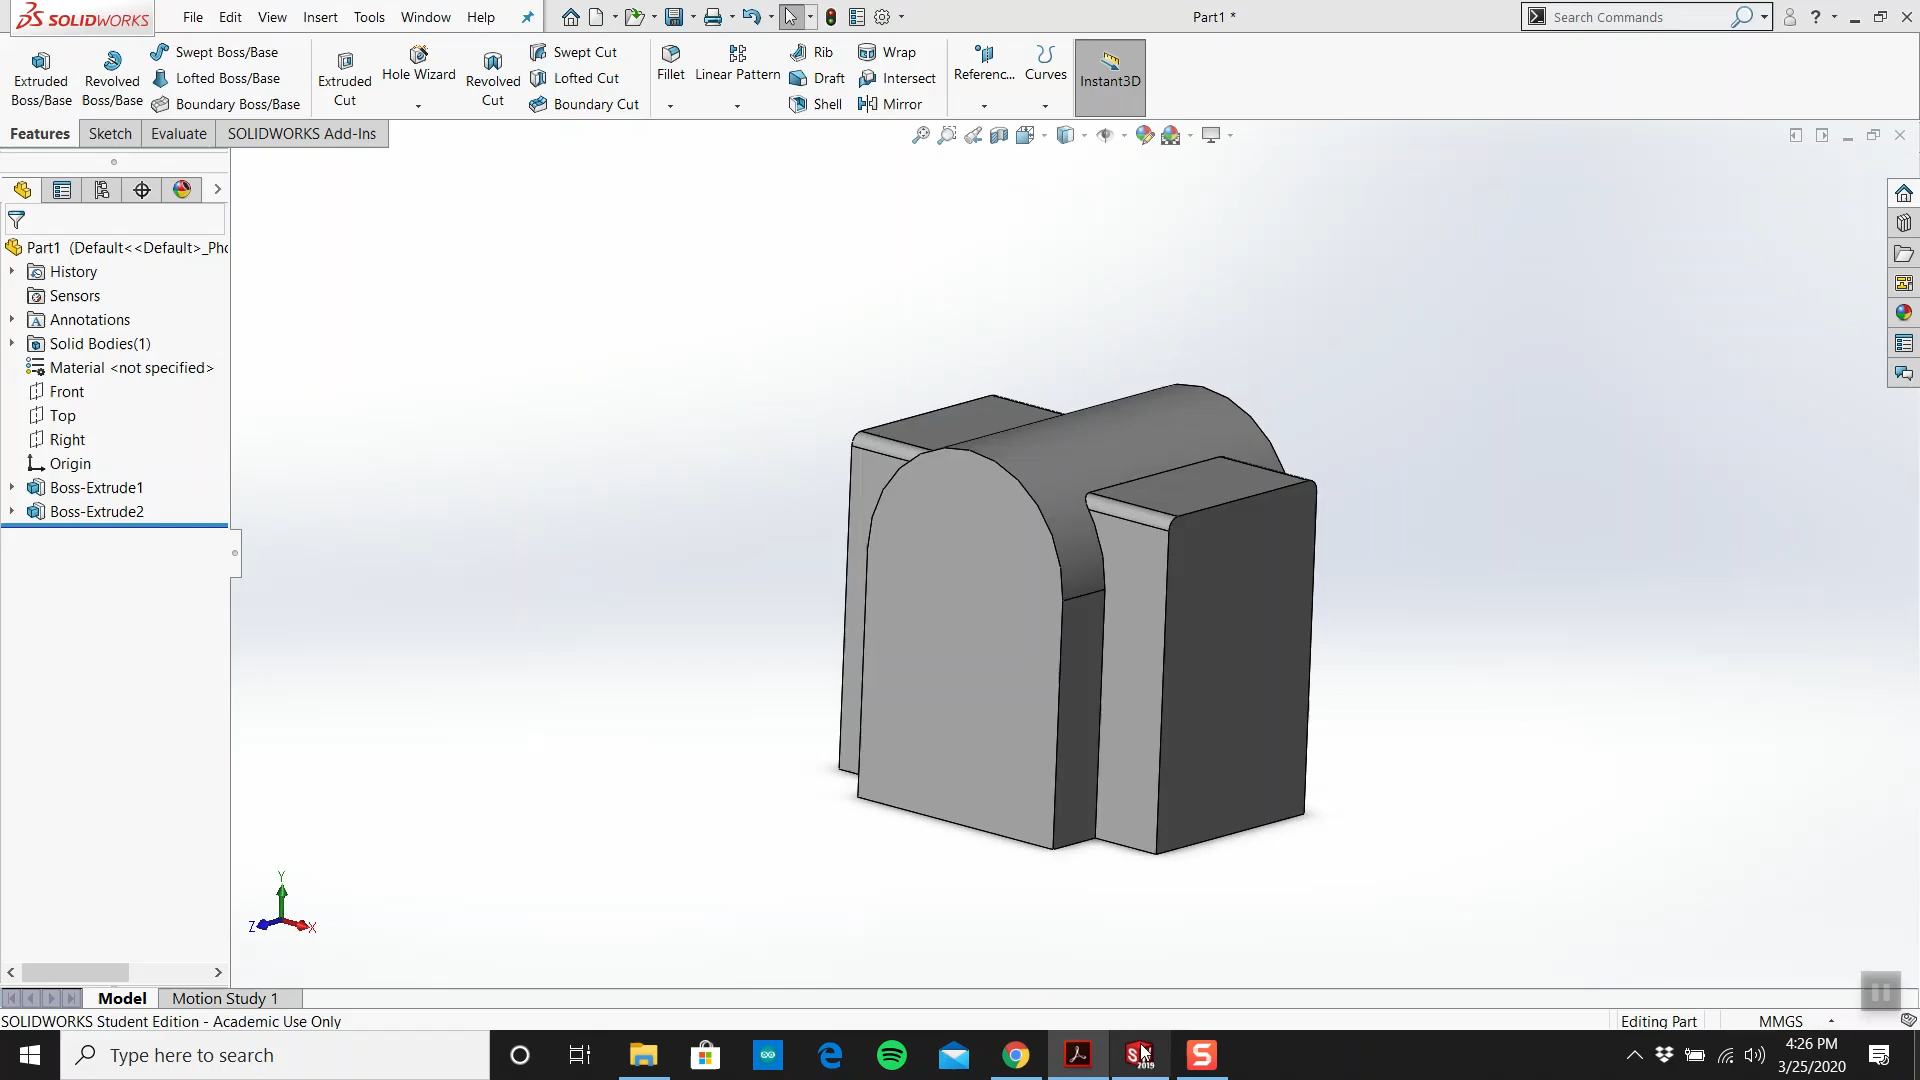 SOLIDWORKS
File Edit View Insert Tools Window Help
Part1 *
Search Commands
Extruded Boss/Base
Revolved Boss/Base
Swept Boss/Base
Lofted Boss/Base
Boundary Boss/Base
Extruded Cut
Hole Wizard
Revolved Cut
Swept Cut
Lofted Cut
Boundary Cut
Fillet
Linear Pattern
Rib
Draft
Shell
Wrap
Intersect
Mirror
Referenc...
Curves
Instant3D
Features Sketch Evaluate SOLIDWORKS Add-Ins
Part1 (Default<<Default>_Pho
History
Sensors
Annotations
Solid Bodies(1)
Material <not specified>
Front
Top
Right
Origin
Boss-Extrude1
Boss-Extrude2
Y
Z
X
Model Motion Study 1
SOLIDWORKS Student Edition - Academic Use Only
Editing Part
MMGS
Type here to search
2019
4:26 PM
3/25/2020